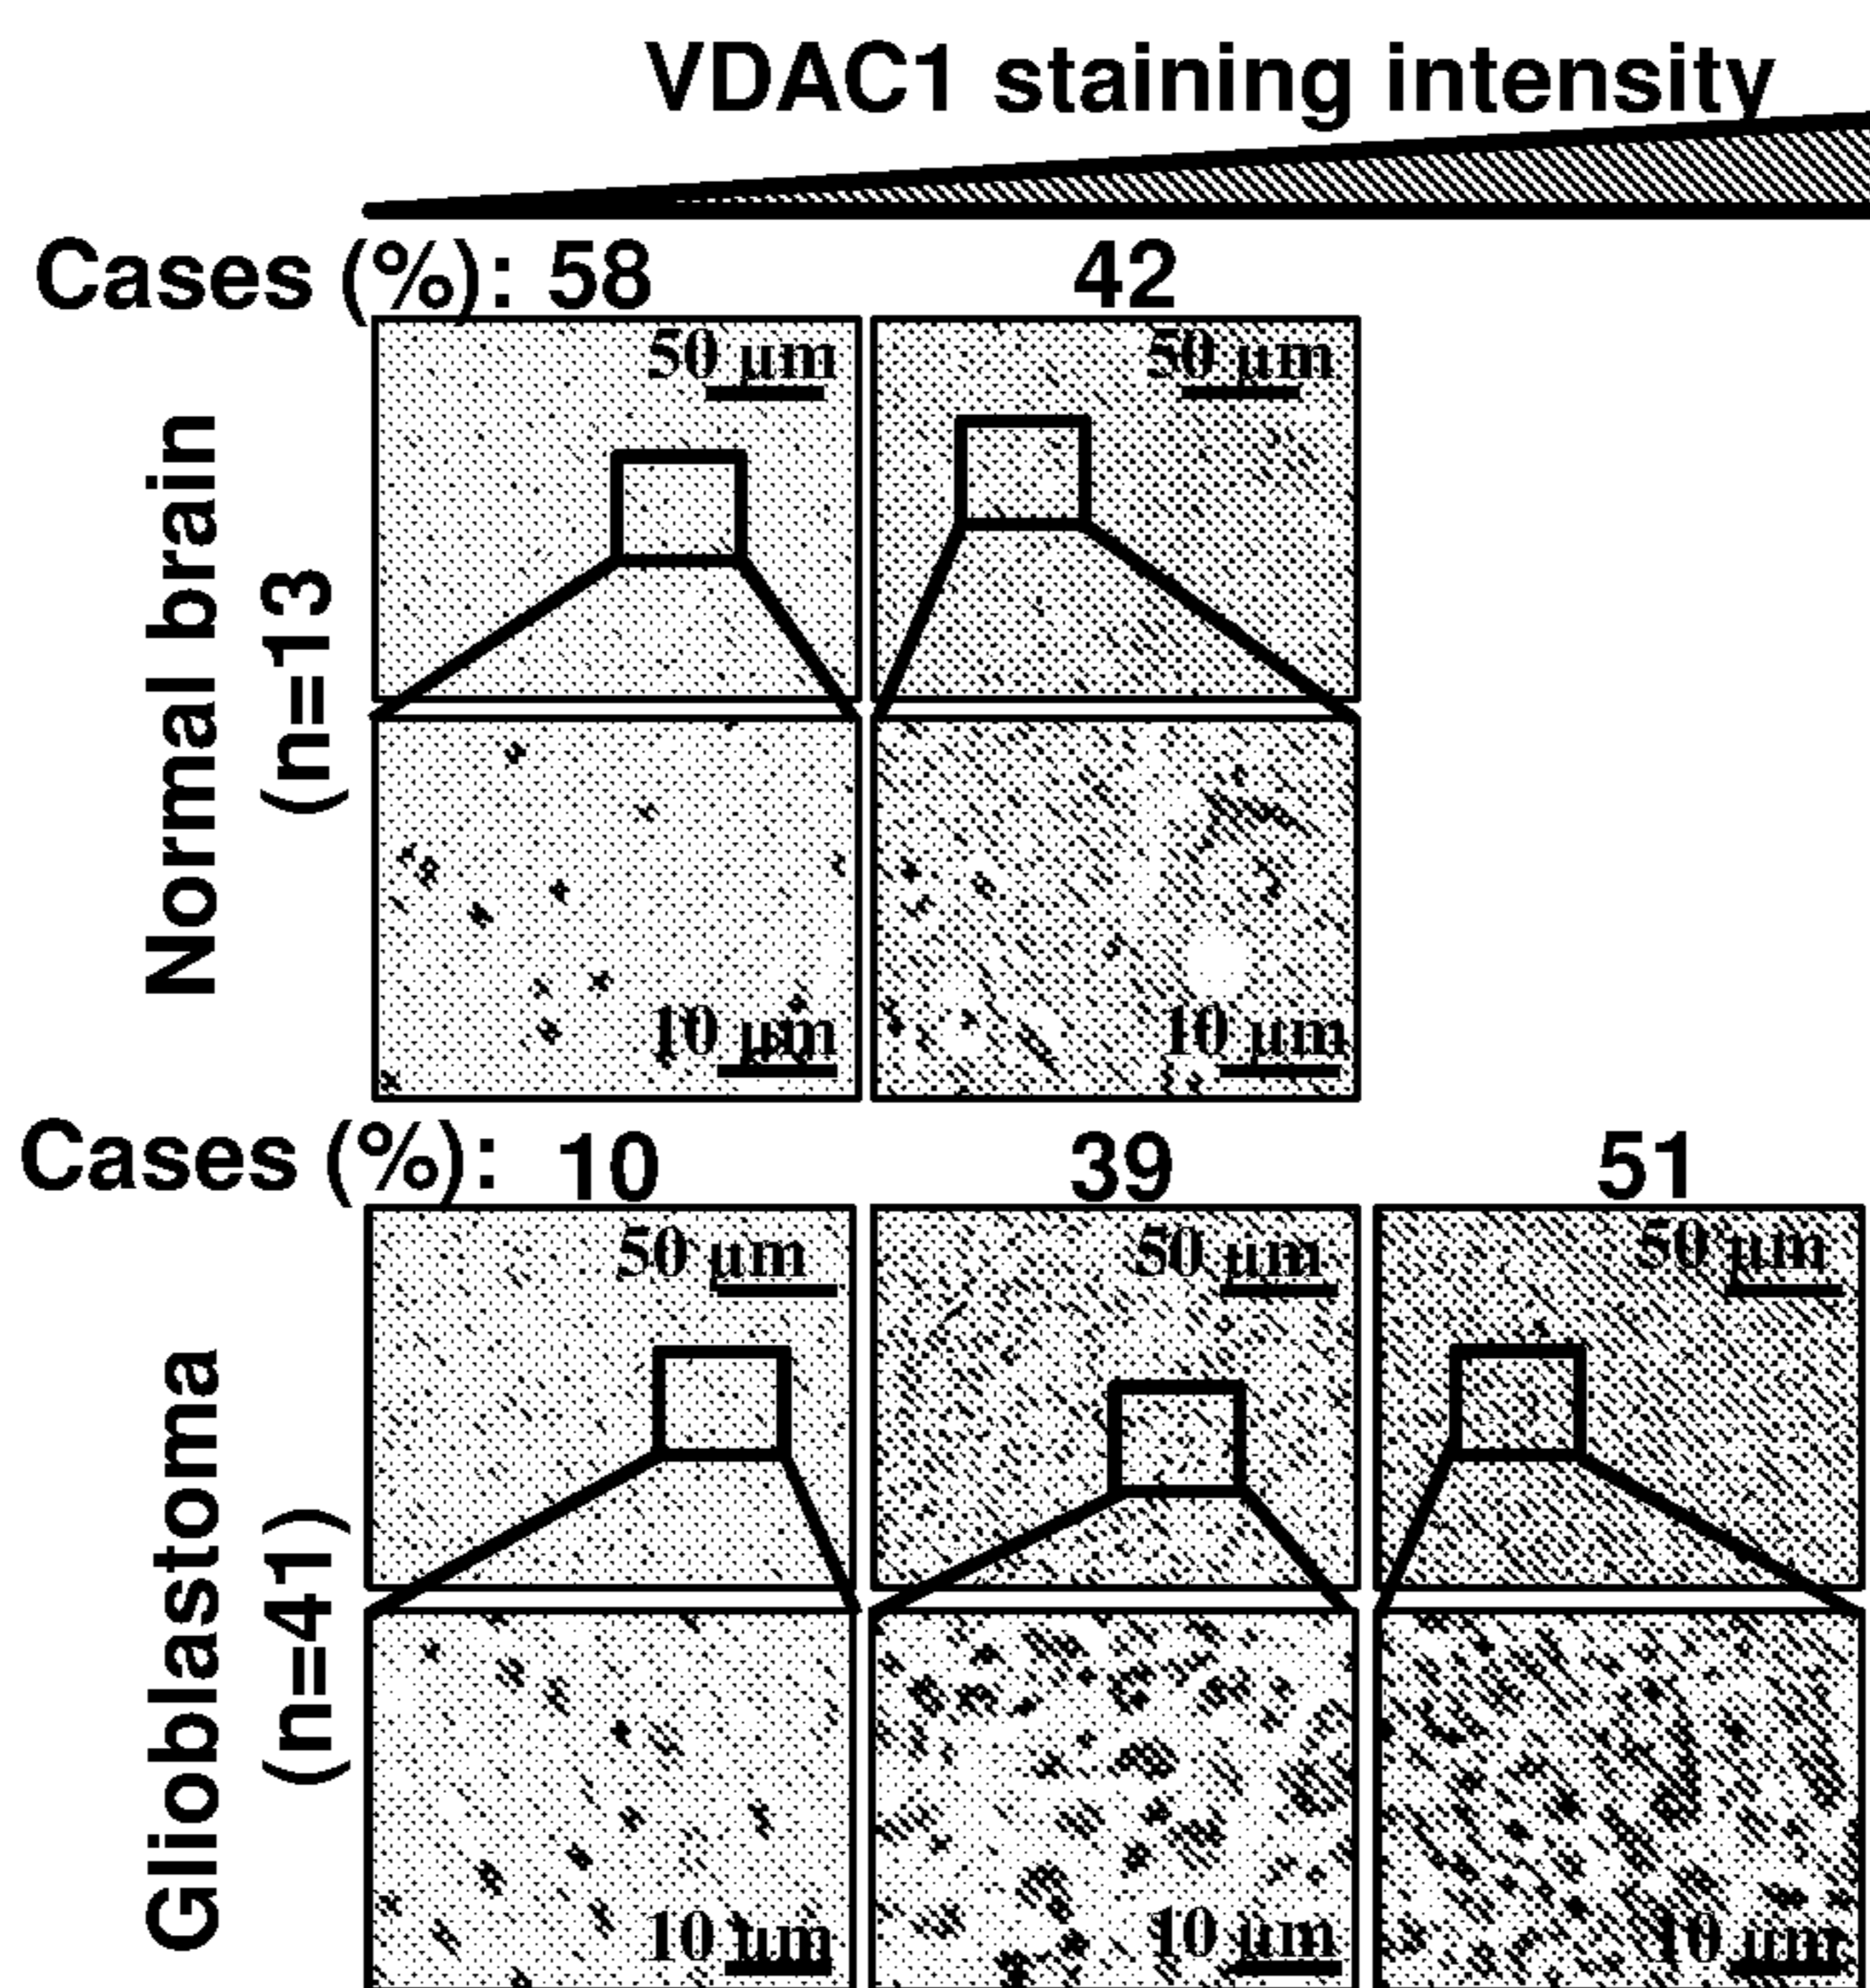 VDAC1 staining intensity
Cases (%): 58 42
50 µm 50 µm
Normal brain
(n=13
10 µm 10 µm
Cases (%): 10 39 51
50 µm 50 µm 50 µm
Glioblastoma
(n=41)
10 µm 10 µm 10 µm